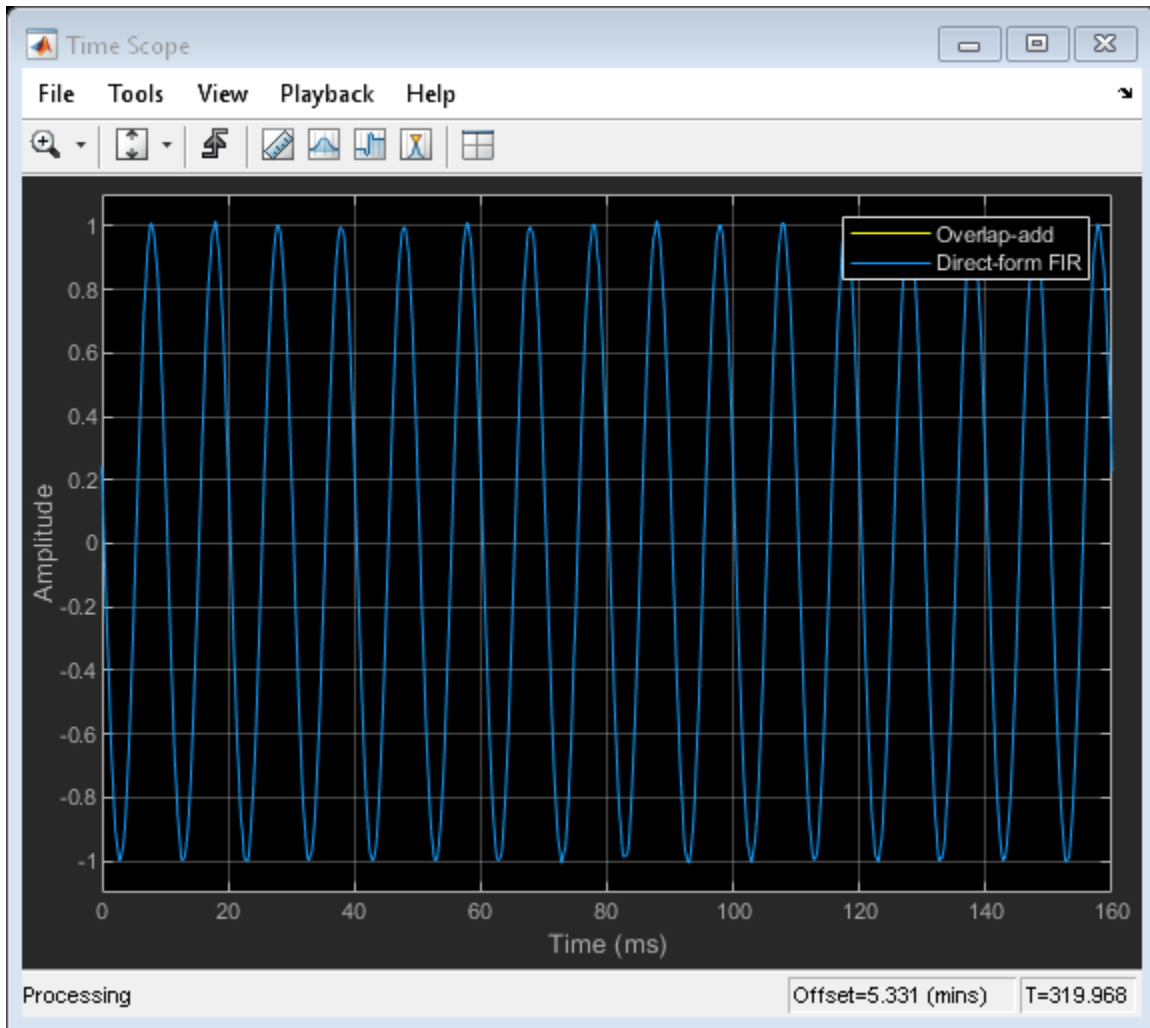 Time Scope
File Tools View Playback Help
1
0.8
0.6
0.4
0.2
0
-0.2
-0.4
-0.6
-0.8
-1
Amplitude
Overlap-add
Direct-form FIR
0 20 40 60 80 100 120 140 160
Time (ms)
Processing Offset=5.331 (mins) T=319.968